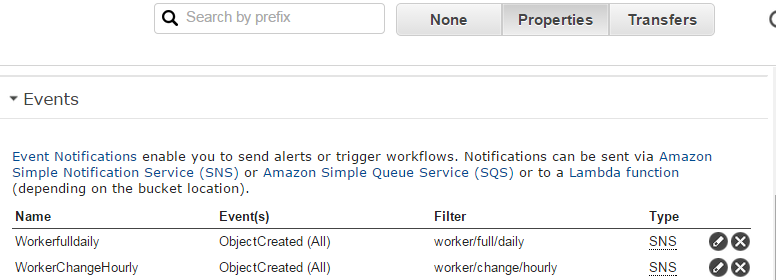 Search by prefix
None Properties Transfers
Events
Event Notifications enable you to send alerts or trigger workflows. Notifications can be sent via Amazon
Simple Notification Service (SNS) or Amazon Simple Queue Service (SQS) or to a Lambda function
(depending on the bucket location).
Name Event(s) Filter Type
Workerfulldaily ObjectCreated (All) worker/full/daily SNS
WorkerChangeHourly ObjectCreated (All) worker/change/hourly SNS